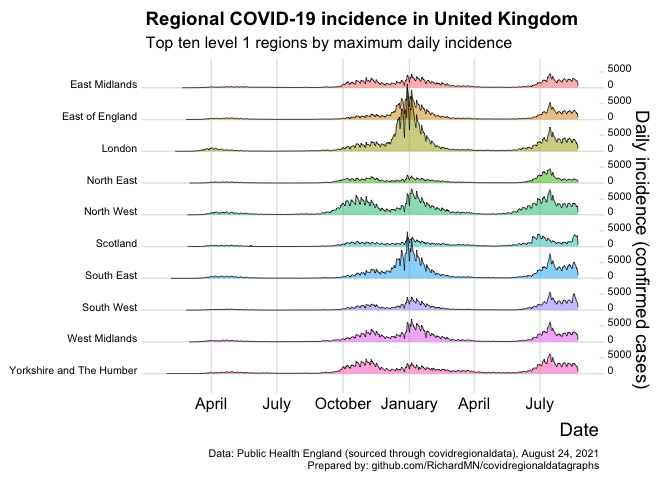 Regional COVID-19 incidence in United Kingdom
Top ten level 1 regions by maximum daily incidence
East Midlands
5000
0
East of England
5000
0
London
5000
0
North East
5000
0
North West
5000
0
Scotland
5000
0
South East
5000
0
South West
5000
0
West Midlands
5000
0
Yorkshire and The Humber
5000
0
Daily incidence (confirmed cases)
April July October January April July
Date
Data: Public Health England (sourced through covidregionaldata), August 24, 2021
Prepared by: github.com/RichardMN/covidregionaldatagraphs